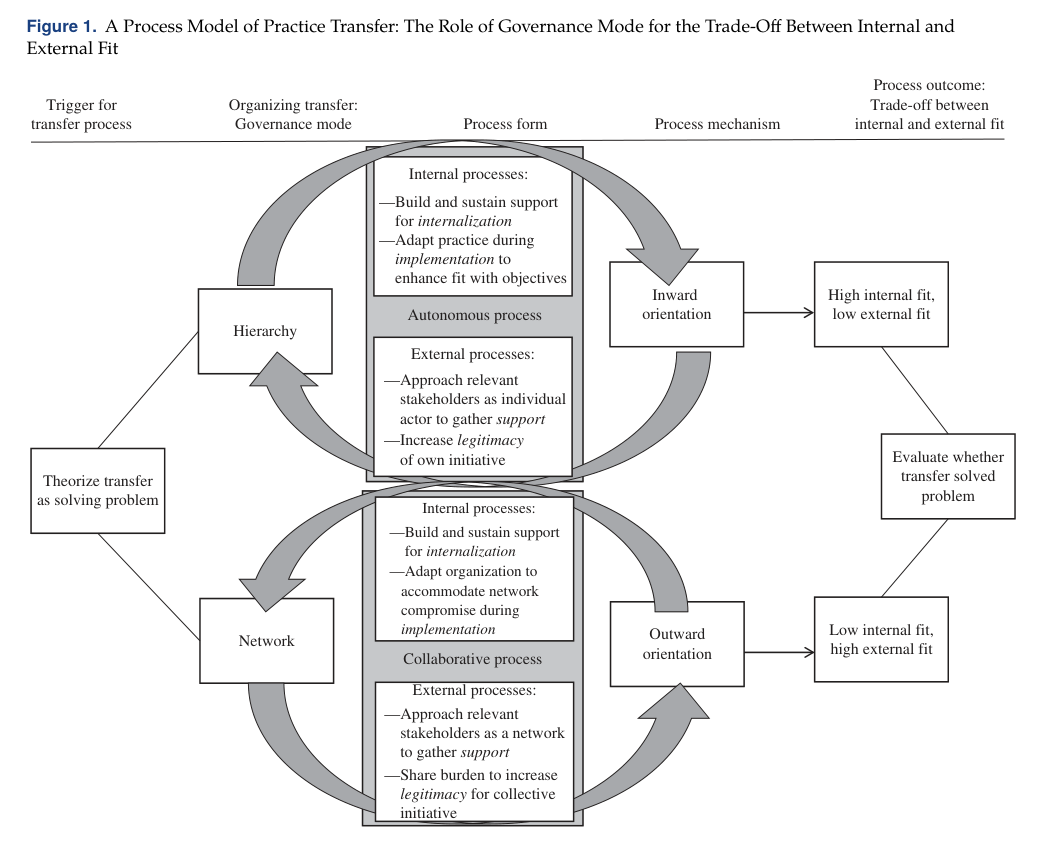 Figure 1. A Process Model of Practice Transfer: The Role of Governance Mode for the Trade-Off Between Internal and
External Fit
Trigger for
transfer process
Organizing transfer:
Governance mode
Process form
Process mechanism
Process outcome:
Trade-off between
internal and external fit
Internal processes:
—Build and sustain support
for internalization
—Adapt practice during
implementation to
enhance fit with objectives
Autonomous process
External processes:
—Approach relevant
stakeholders as individual
actor to gather support
—Increase legitimacy
of own initiative
Hierarchy
Inward
orientation
High internal fit,
low external fit
Theorize transfer
as solving problem
Evaluate whether
transfer solved
problem
Internal processes:
—Build and sustain support
for internalization
—Adapt organization to
accommodate network
compromise during
implementation
Collaborative process
External processes:
—Approach relevant
stakeholders as a network
to gather support
—Share burden to increase
legitimacy for collective
initiative
Network
Outward
orientation
Low internal fit,
high external fit